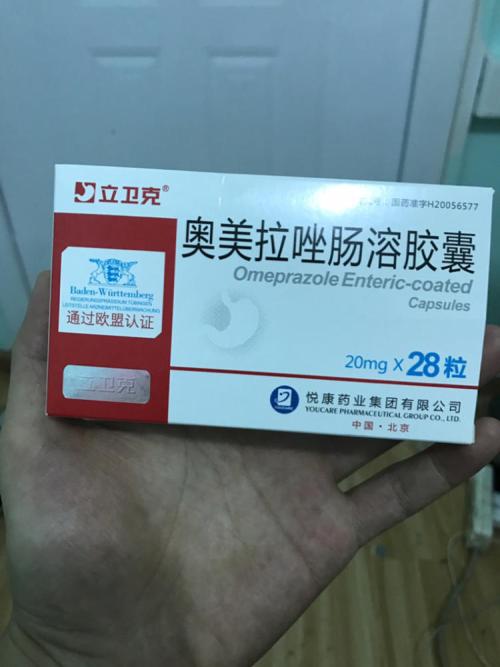 立卫克®
国药准字H20056577
奥美拉唑肠溶胶囊
Omeprazole Enteric-coated
Capsules
Baden-Württemberg
REGIERUNGSPRÄSIDIUM TÜBINGEN
LEITSTELLE ARZNEIMITTELÜBERWACHUNG
通过欧盟认证
立卫克
20mg X 28粒
悦康药业集团有限公司
YOUCARE PHARMACEUTICAL GROUP CO., LTD.
中国·北京